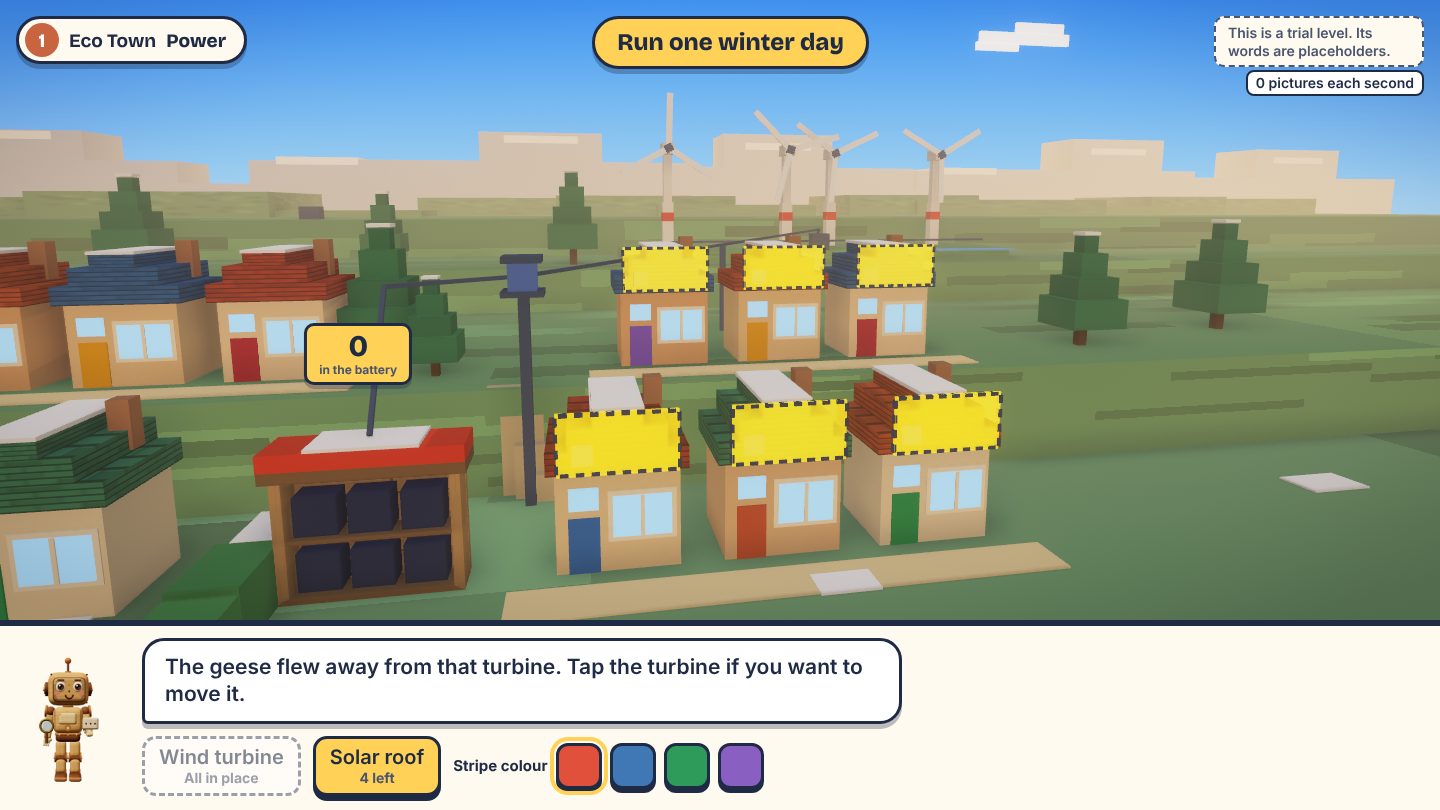 1 Eco Town Power
Run one winter day
This is a trial level. Its
words are placeholders.
0 pictures each second
0
in the battery
The geese flew away from that turbine. Tap the turbine if you want to
move it.
Wind turbine
All in place
Solar roof
4 left
Stripe colour